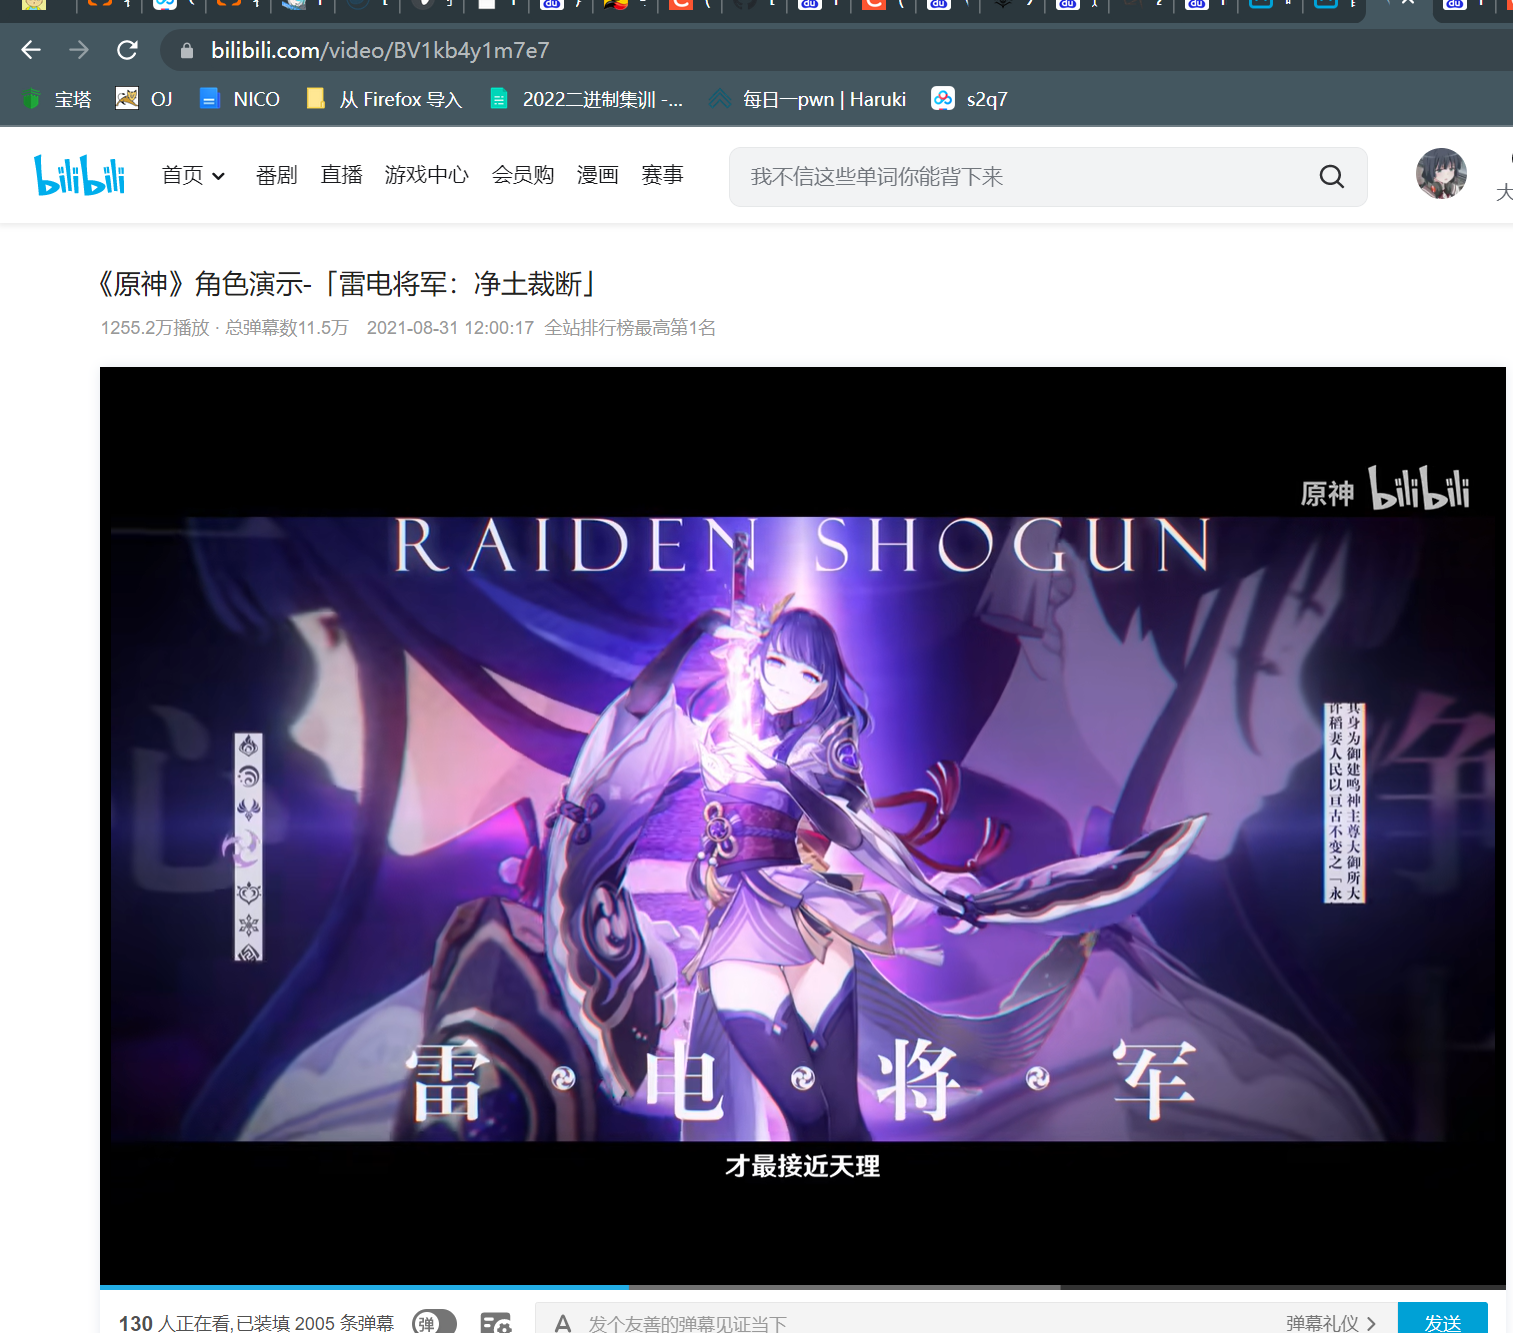 bilibili.com/video/BV1kb4y1m7e7
宝塔 OJ NICO 从 Firefox 导入 2022二进制集训 -... 每日一pwn | Haruki s2q7
bilibili 首页 番剧 直播 游戏中心 会员购 漫画 赛事 我不信这些单词你能背下来
大
《原神》角色演示-「雷电将军：净土裁断」
1255.2万播放 · 总弹幕数11.5万 2021-08-31 12:00:17 全站排行榜最高第1名
原神 bilibili
RAIDEN SHOGUN
心
净
其身为御建鸣神主尊大御所大
许稻妻人民以亘古不变之「永
雷·电·将·军
才最接近天理
130 人正在看,已装填 2005 条弹幕 弹 A 发个友善的弹幕见证当下 弹幕礼仪 发送